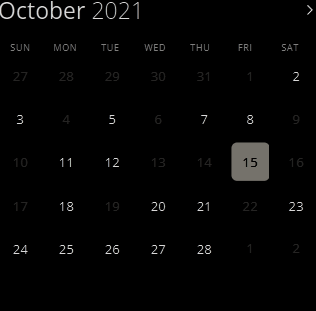 October 2021
SUN MON TUE WED THU FRI SAT
27 28 29 30 31 1 2
3 4 5 6 7 8 9
10 11 12 13 14 15 16
17 18 19 20 21 22 23
24 25 26 27 28 1 2